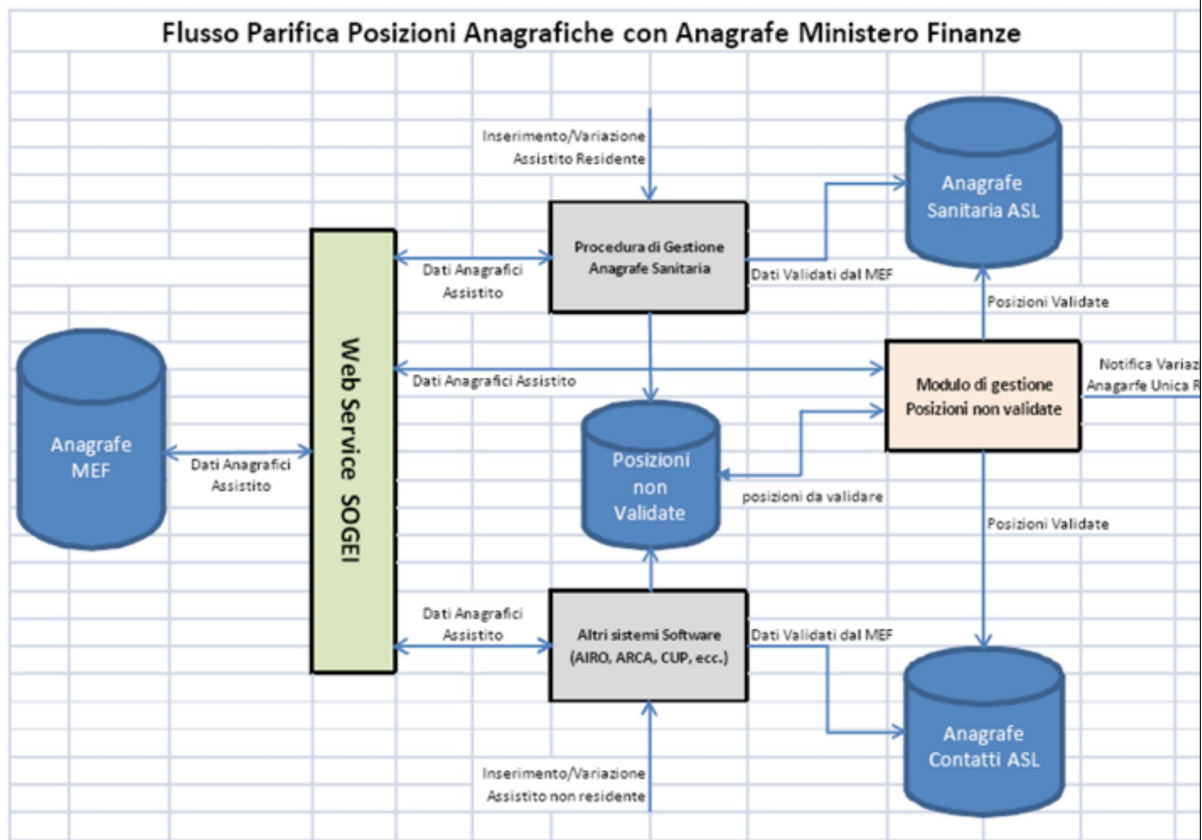 Flusso Parifica Posizioni Anagrafiche con Anagrafe Ministero Finanze
Inserimento/Variazione
Assistito Residente
Anagrafe
Sanitaria ASL
Procedura di Gestione
Anagrafe Sanitaria
Dati Anagrafici
Assistito
Dati Validati dal MEF
Posizioni Validate
Web Service SOGEI
Dati Anagrafici Assistito
Modulo di gestione
Posizioni non validate
Notifica Variaz
Anagarfe Unica R
Anagrafe
MEF
Dati Anagrafici
Assistito
Posizioni
non
Validate
posizioni da validare
Posizioni Validate
Dati Anagrafici
Assistito
Altri sistemi Software
(AIRO, ARCA, CUP, ecc.)
Dati Validati dal MEF
Anagrafe
Contatti ASL
Inserimento/Variazione
Assistito non residente